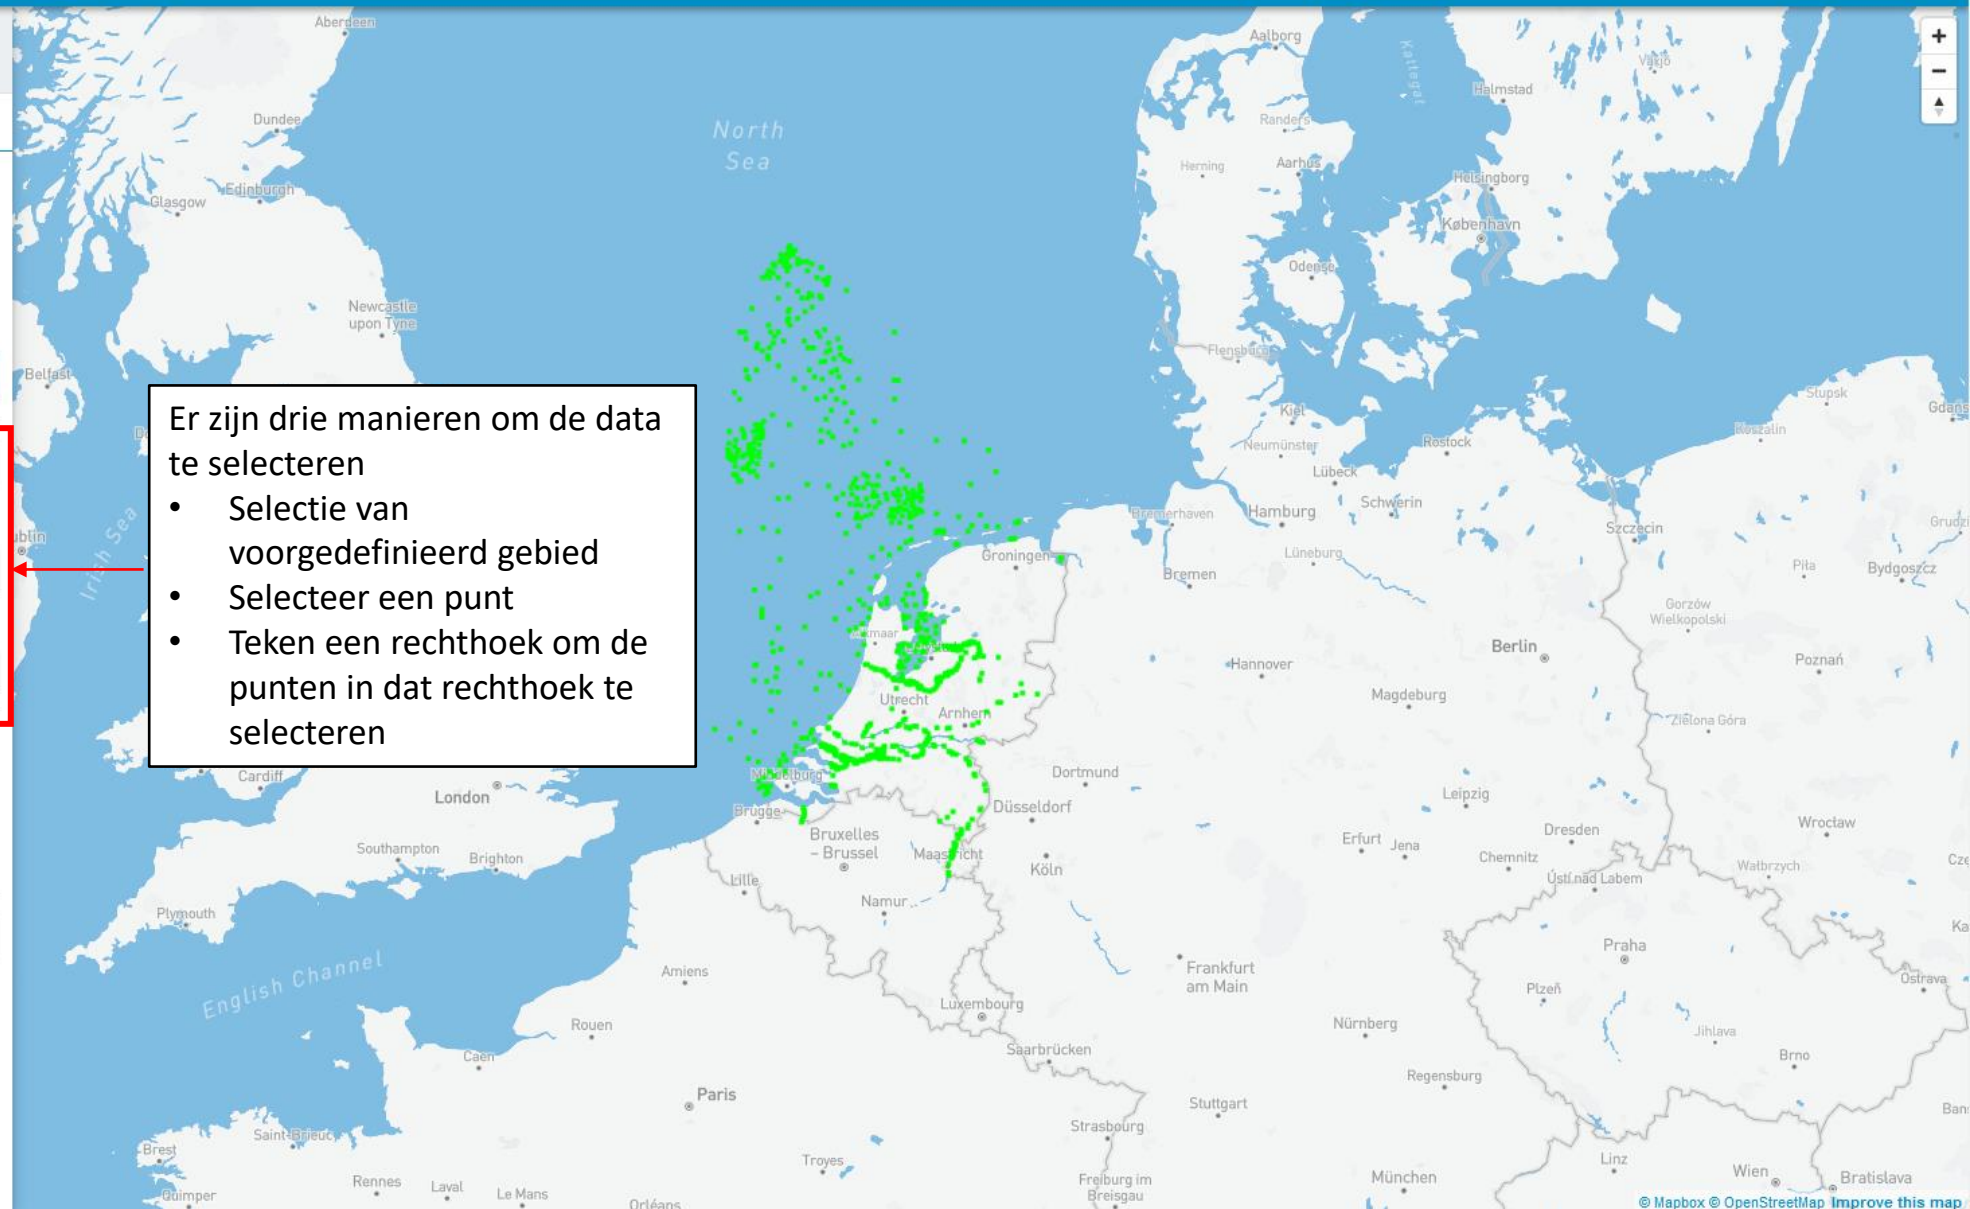 Er zijn drie manieren om de data
te selecteren
• Selectie van
voorgedefinieerd gebied
• Selecteer een punt
• Teken een rechthoek om de
punten in dat rechthoek te
selecteren
Aberdeen
Aalborg
Kattegat
Växjö
Halmstad
Dundee
North
Sea
Randers
Herning
Aarhus
Helsingborg
Edinburgh
Glasgow
København
Odense
Newcastle
upon Tyne
Flensburg
Belfast
Słupsk
Kiel
Koszalin
Neumünster
Rostock
Lübeck
Schwerin
Bremerhaven
Hamburg
Szczecin
Irish Sea
Groningen
Lüneburg
Bremen
Piła
Bydgoszcz
Gorzów
Wielkopolski
Berlin
Hannover
Poznań
Magdeburg
Utrecht
Arnhem
Zielona Góra
Cardiff
London
Middelburg
Dortmund
Leipzig
Brugge
Düsseldorf
Wrocław
Bruxelles
– Brussel
Maastricht
Erfurt
Jena
Dresden
Southampton
Brighton
Köln
Chemnitz
Wałbrzych
Lille
Ústí nad Labem
Namur
Plymouth
Praha
English Channel
Amiens
Frankfurt
am Main
Plzeň
Ostrava
Luxembourg
Rouen
Nürnberg
Jihlava
Caen
Saarbrücken
Brno
Regensburg
Paris
Stuttgart
Strasbourg
Saint-Brieuc
Brest
Troyes
Linz
Wien
Rennes
Laval
Le Mans
Freiburg im
Breisgau
München
Bratislava
Quimper
Orléans
© Mapbox © OpenStreetMap Improve this map